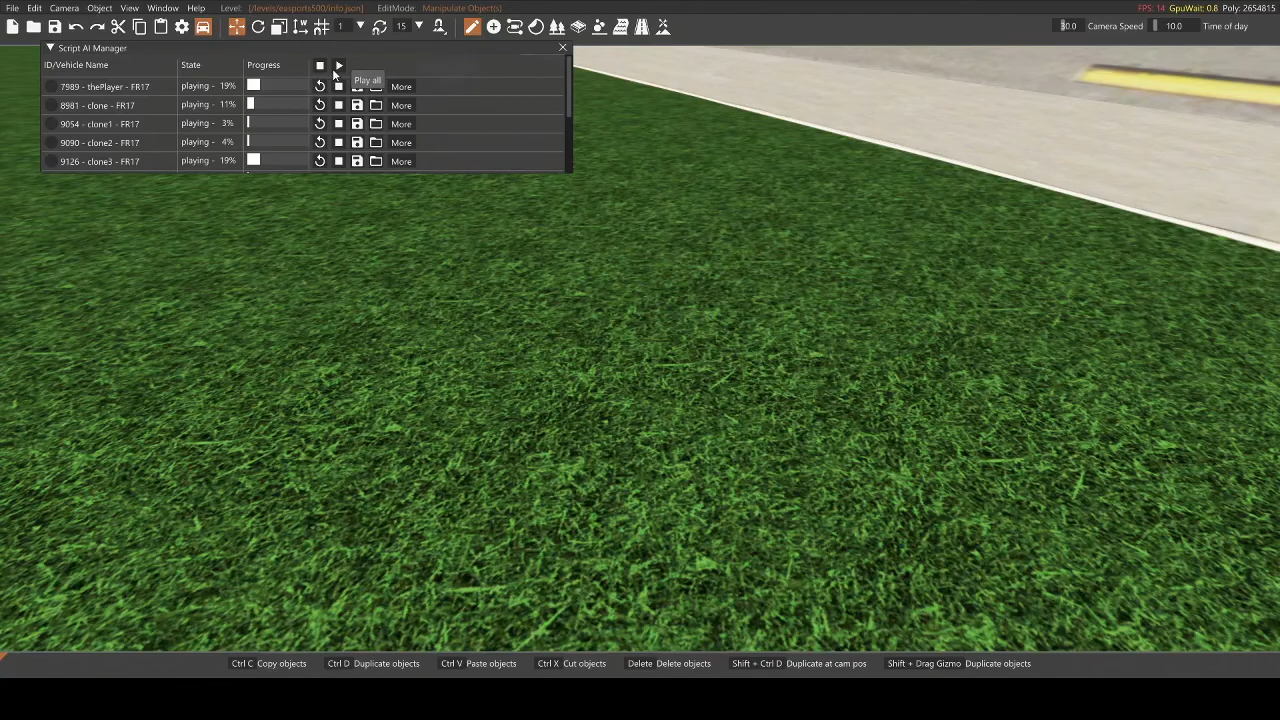 File Edit Camera Object View Window Help Level: [/levels/easports500/info.json] EditMode: Manipulate Object(s) FPS: 14 GpuWait: 0.8 Poly: 2654815
1 15 Camera Speed 10.0 Time of day
Script AI Manager
ID/Vehicle Name State Progress
Play all
7989 - thePlayer - FR17 playing - 19% More
8981 - clone - FR17 playing - 11% More
9054 - clone1 - FR17 playing - 3% More
9090 - clone2 - FR17 playing - 4% More
9126 - clone3 - FR17 playing - 19% More
Ctrl C Copy objects Ctrl D Duplicate objects Ctrl V Paste objects Ctrl X Cut objects Delete Delete objects Shift + Ctrl D Duplicate at cam pos Shift + Drag Gizmo Duplicate objects